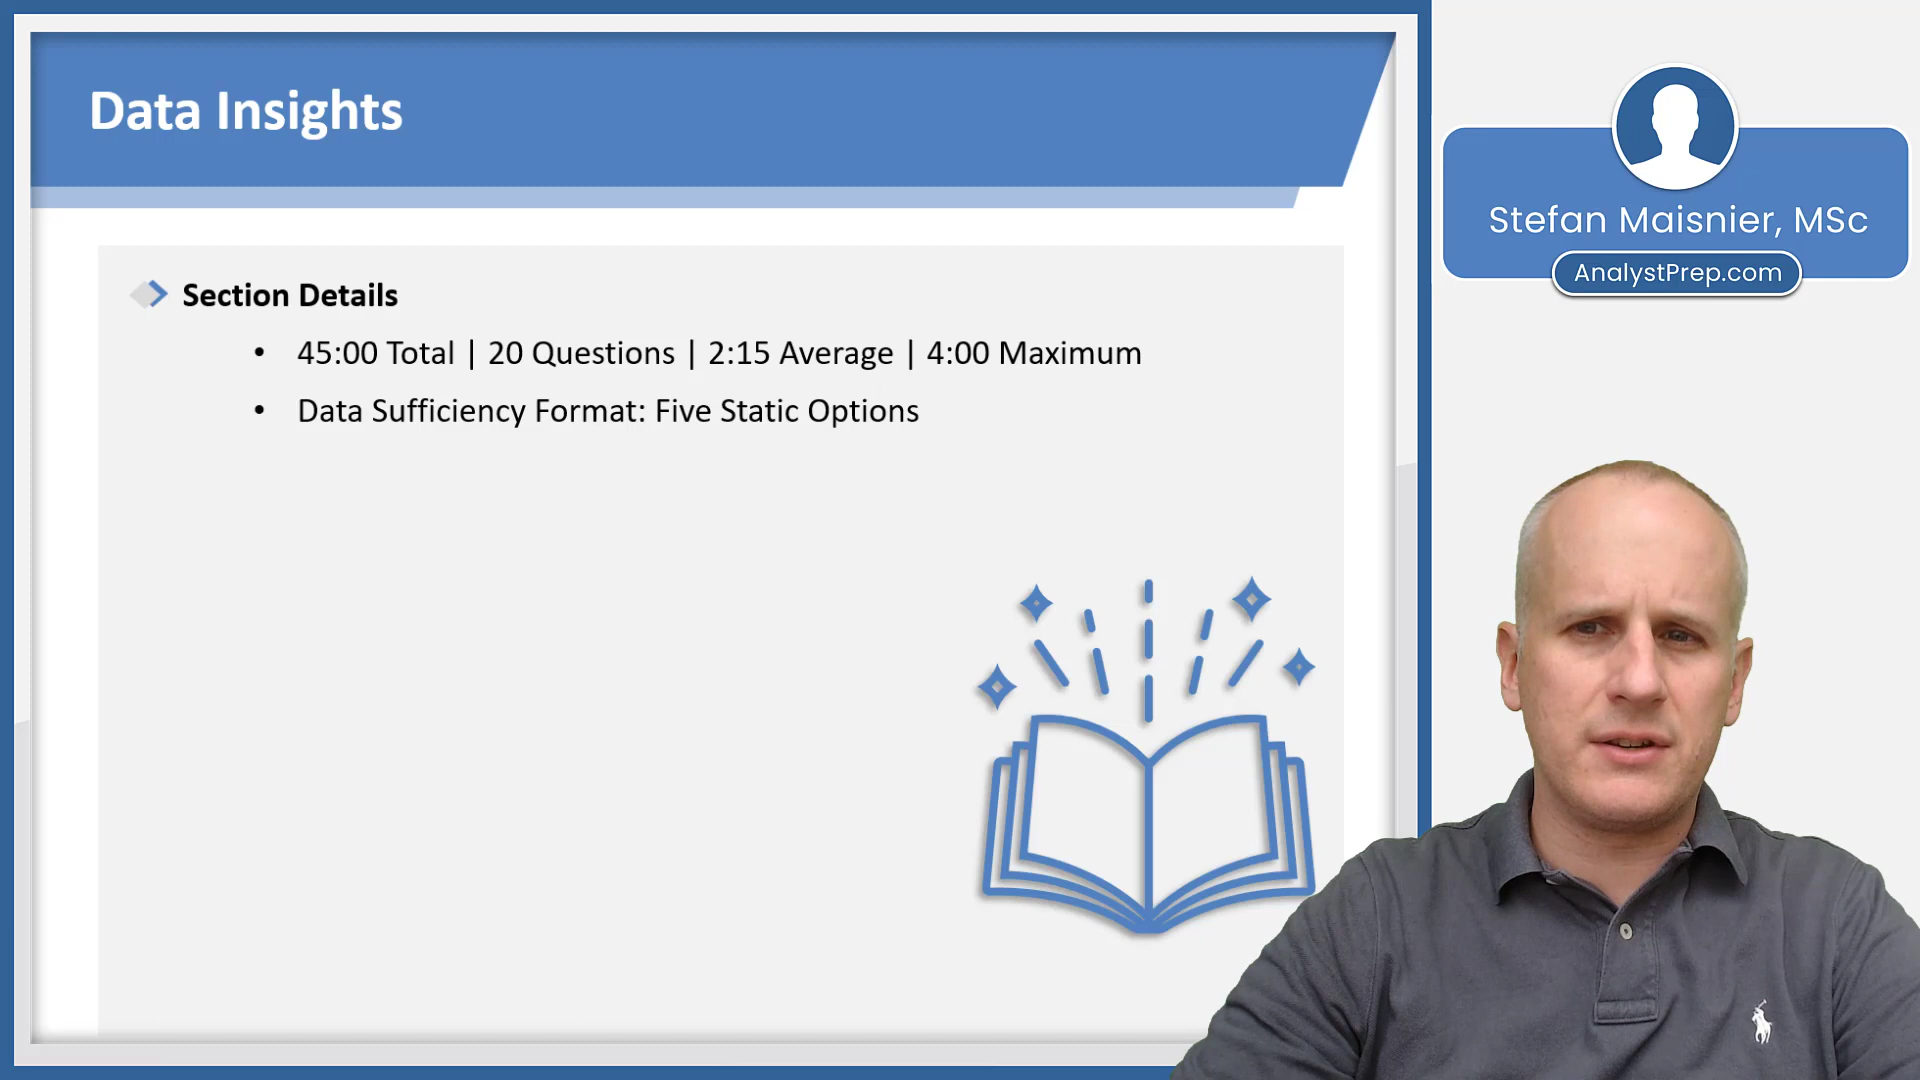 Data Insights
Stefan Maisnier, MSc
AnalystPrep.com
Section Details
• 45:00 Total | 20 Questions | 2:15 Average | 4:00 Maximum
• Data Sufficiency Format: Five Static Options